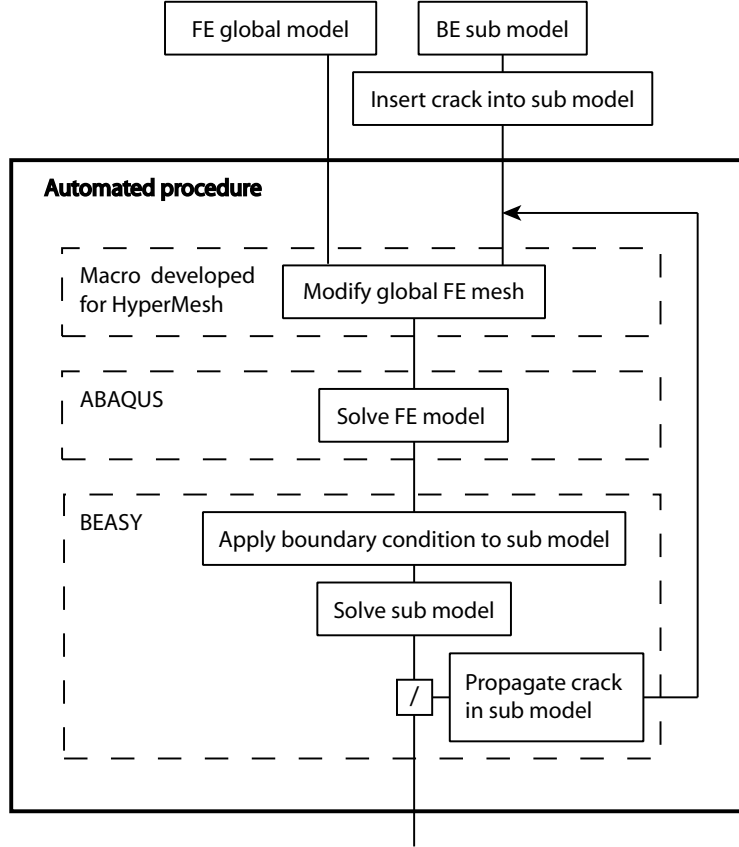 FE global model
BE sub model
Insert crack into sub model
Automated procedure
Macro developed
for HyperMesh
Modify global FE mesh
ABAQUS
Solve FE model
BEASY
Apply boundary condition to sub model
Solve sub model
/
Propagate crack
in sub model